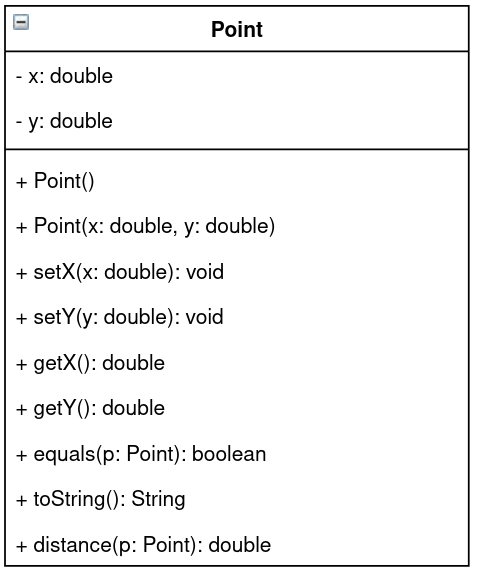 Point
- x: double
- y: double
+ Point()
+ Point(x: double, y: double)
+ setX(x: double): void
+ setY(y: double): void
+ getX(): double
+ getY(): double
+ equals(p: Point): boolean
+ toString(): String
+ distance(p: Point): double